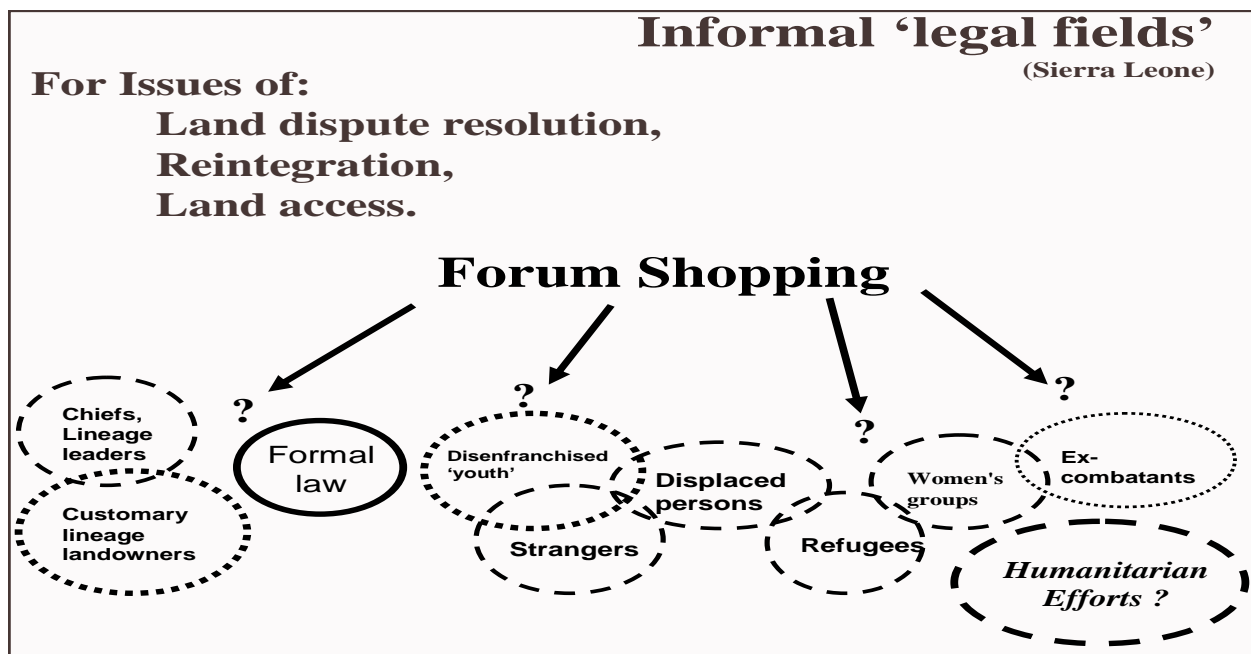 Informal ‘legal fields’
(Sierra Leone)
For Issues of:
Land dispute resolution,
Reintegration,
Land access.
Forum Shopping
?
?
?
?
Chiefs,
Lineage
leaders
Customary
lineage
landowners
Formal
law
Disenfranchised
‘youth’
Strangers
Displaced
persons
Refugees
Women's
groups
Ex-
combatants
Humanitarian
Efforts ?